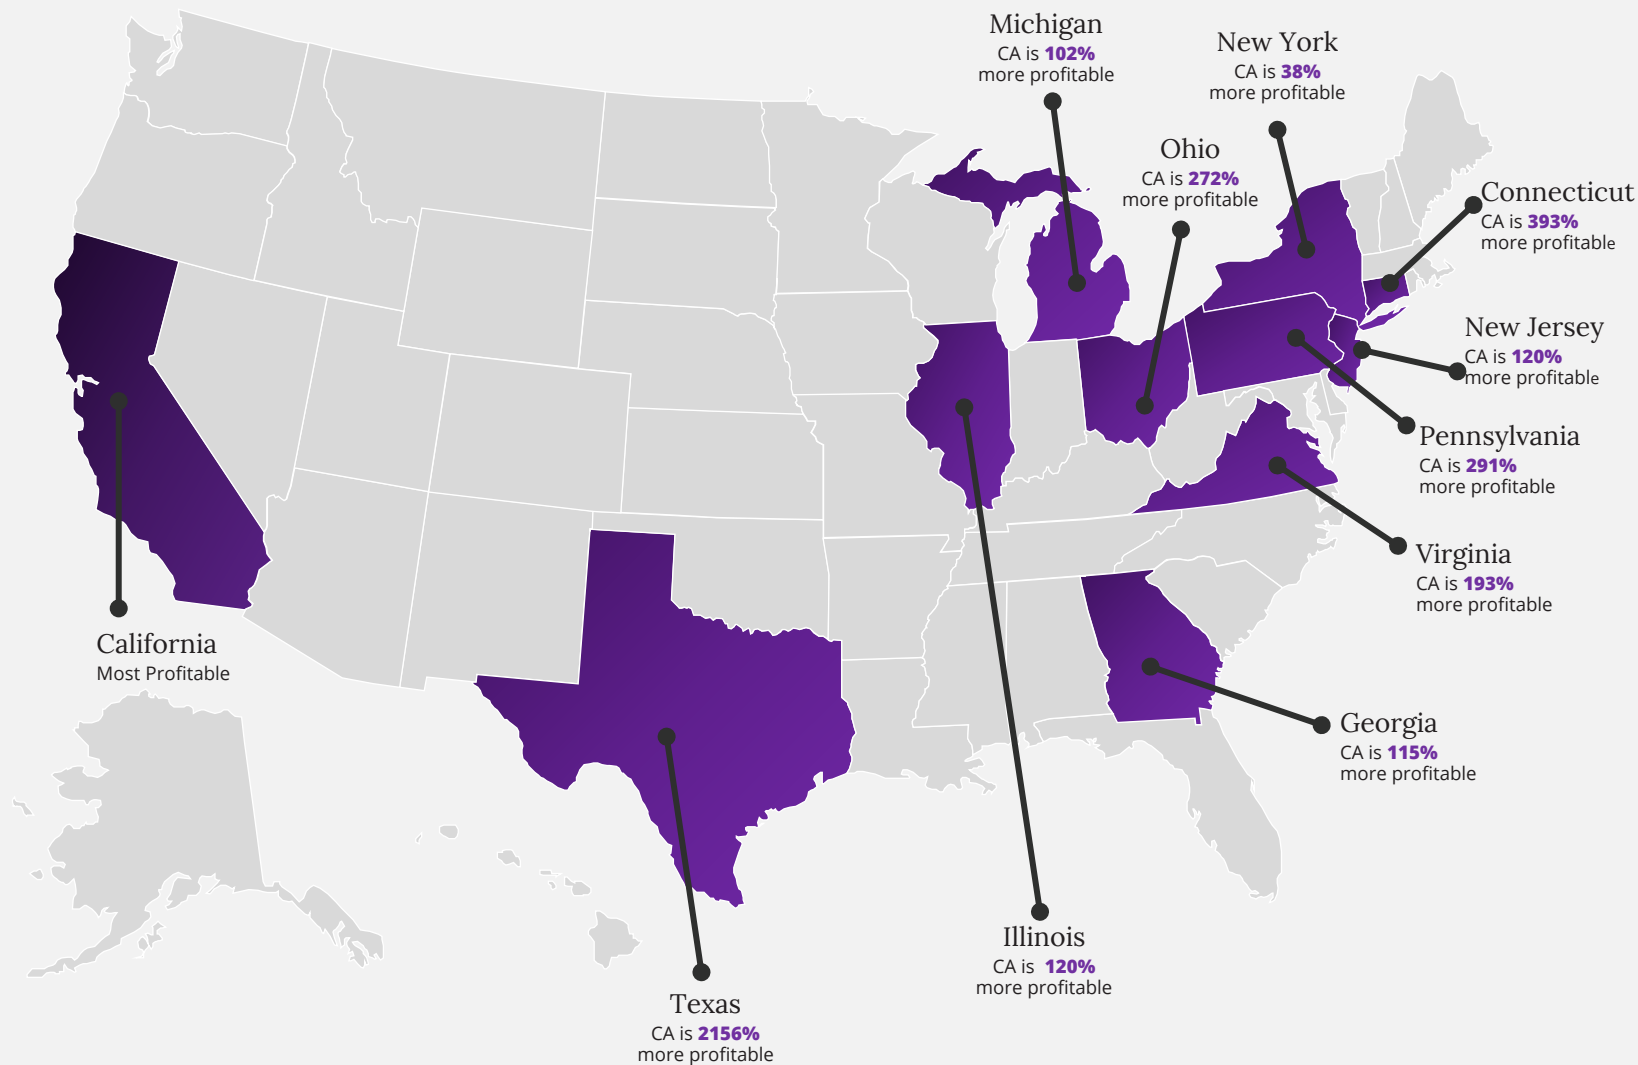 Michigan
CA is 102%
more profitable
New York
CA is 38%
more profitable
Ohio
CA is 272%
more profitable
Connecticut
CA is 393%
more profitable
New Jersey
CA is 120%
more profitable
Pennsylvania
CA is 291%
more profitable
Virginia
CA is 193%
more profitable
California
Most Profitable
Georgia
CA is 115%
more profitable
Illinois
CA is 120%
more profitable
Texas
CA is 2156%
more profitable